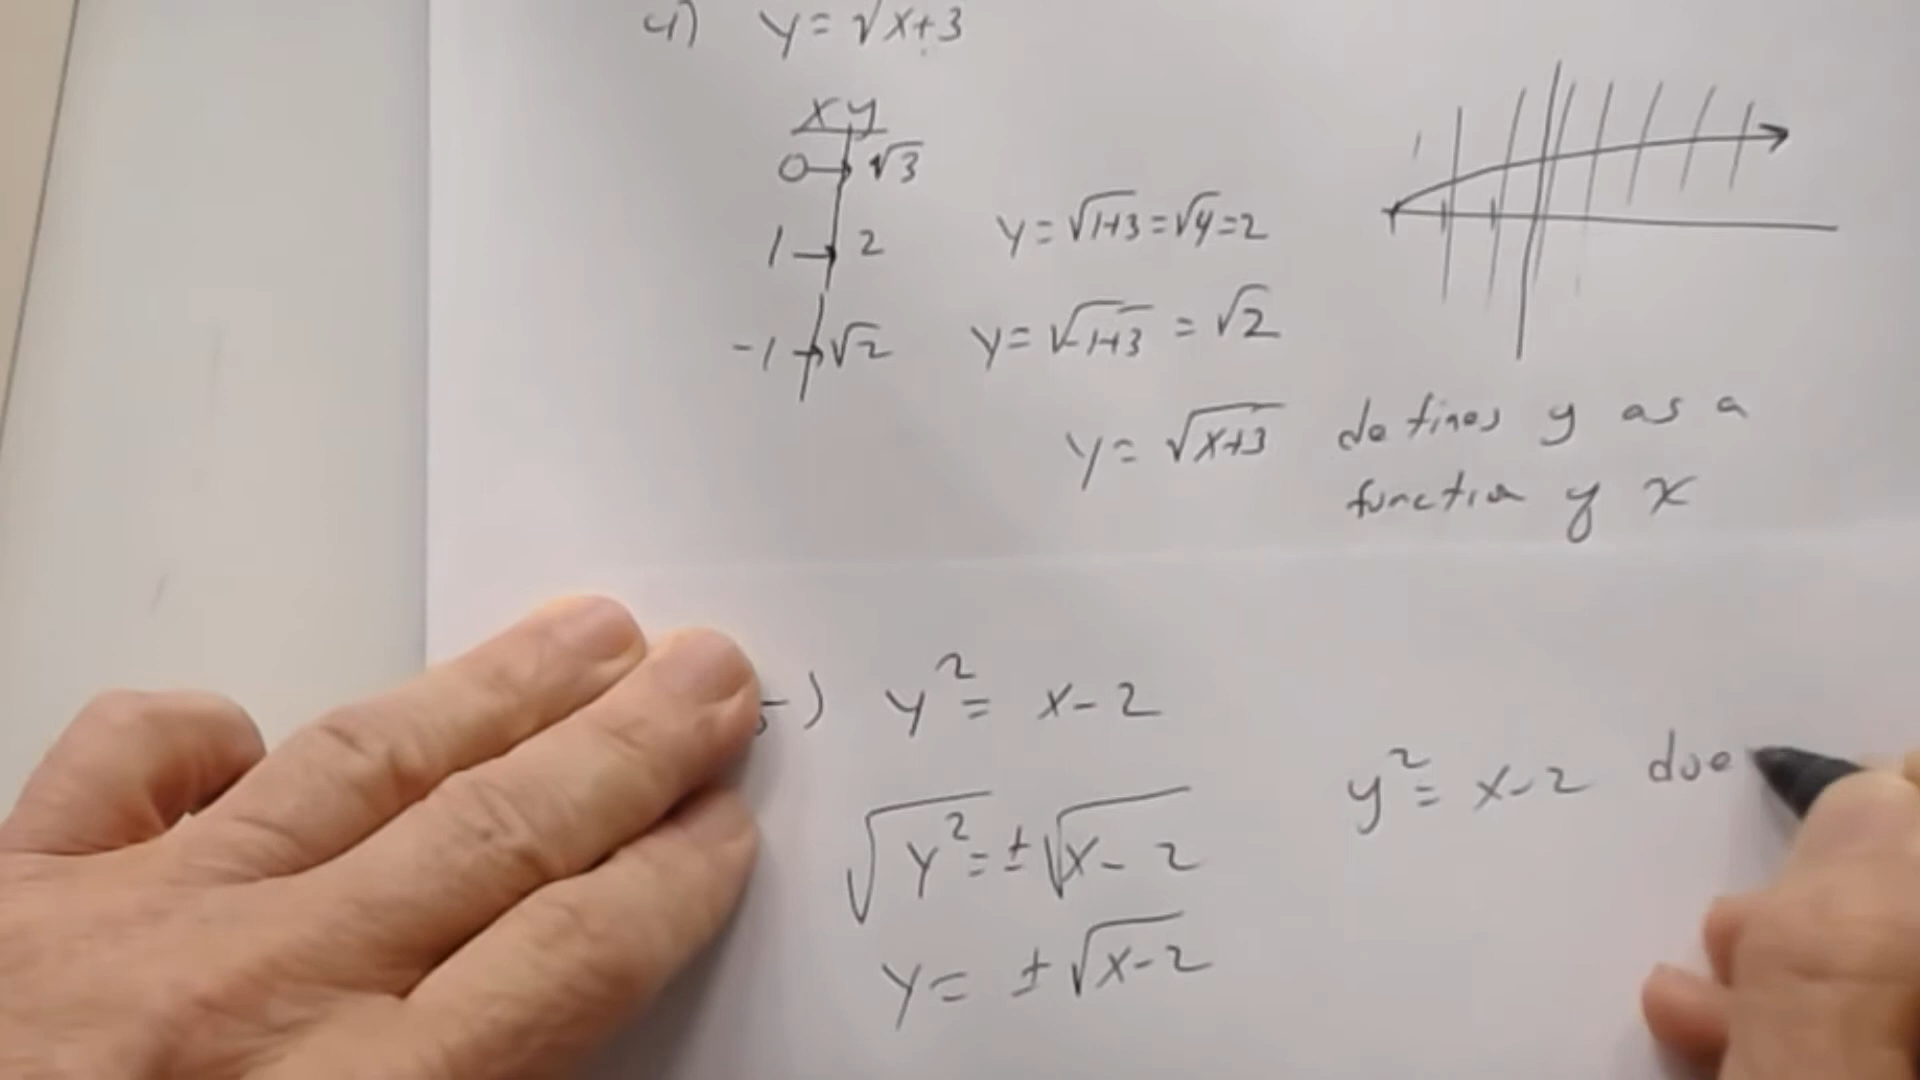 4) y = √x+3
x y
0 √3
1 2 y = √1+3 = √4 = 2
-1 √2 y = √-1+3 = √2
y = √x+3 defines y as a
function of x
5) y² = x - 2
y² = x - 2 doe
√y² = ± √x - 2
y = ± √x - 2